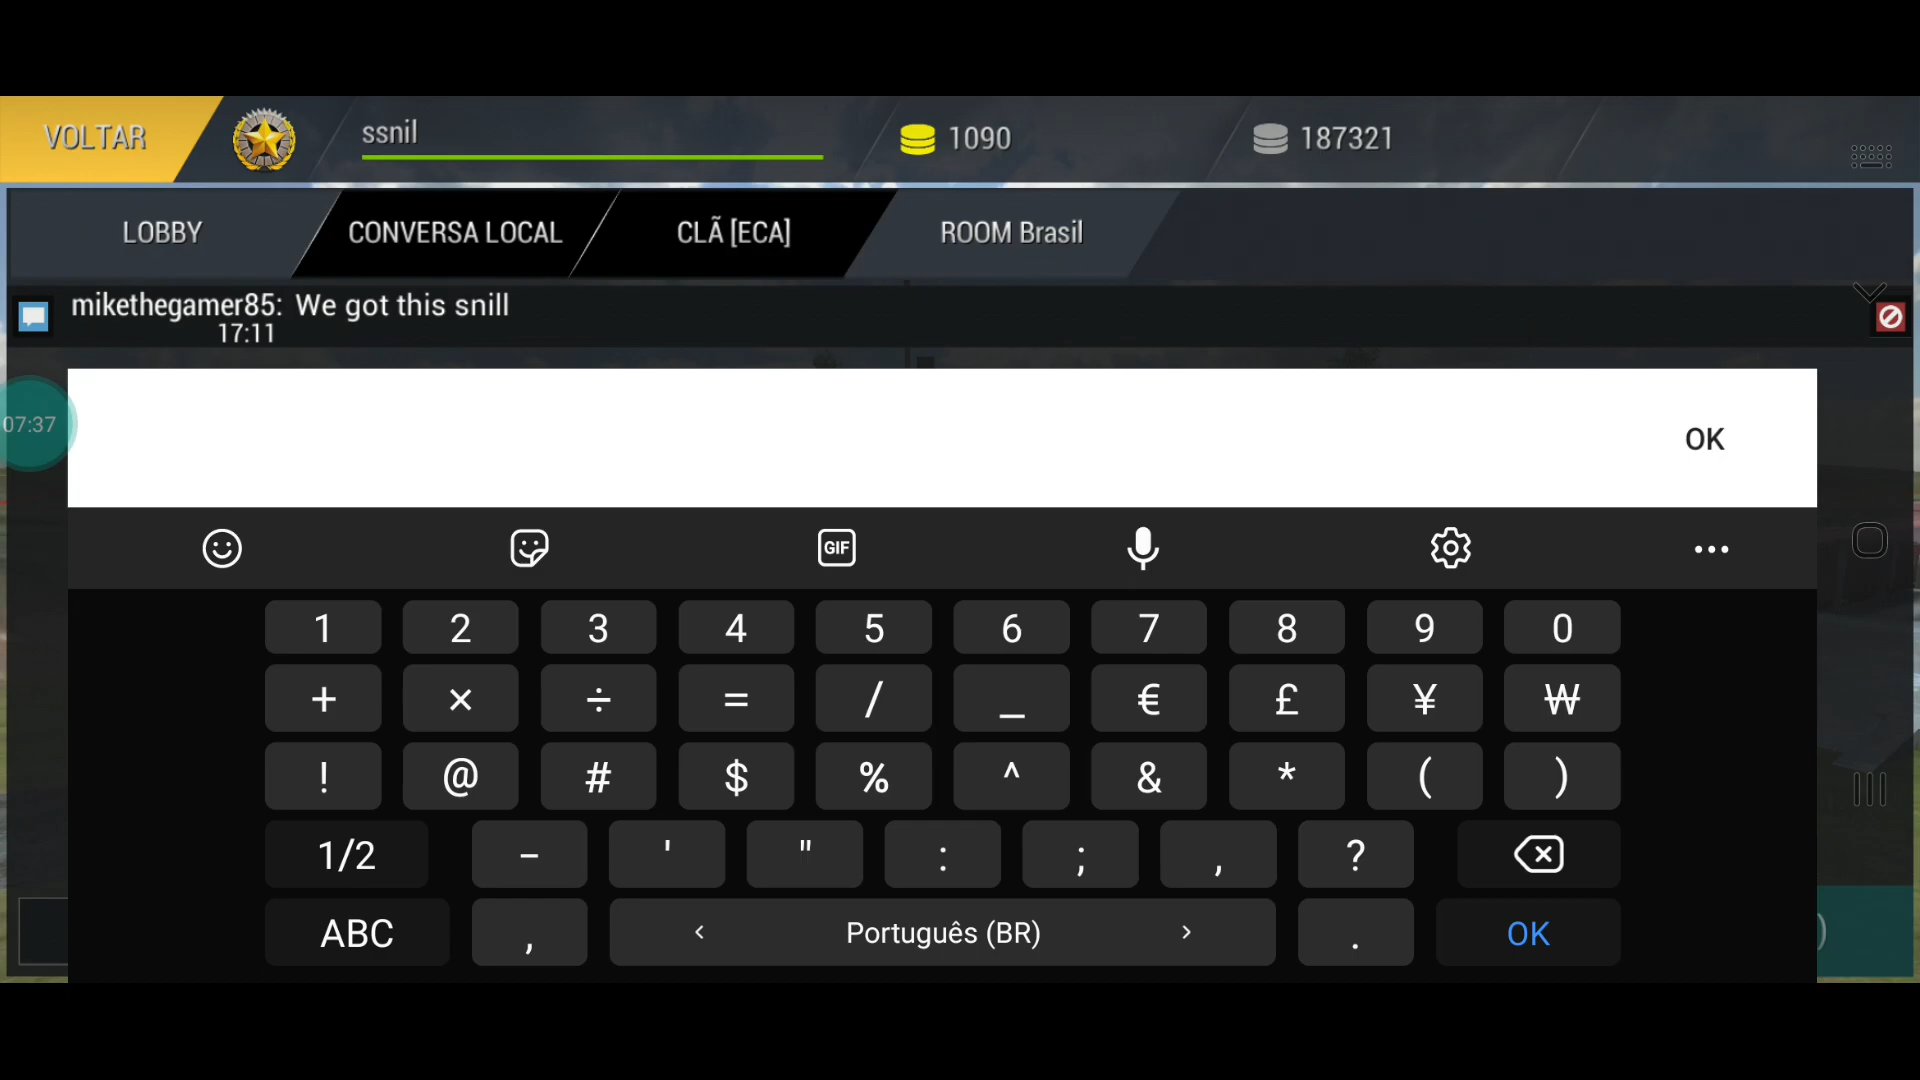 VOLTAR
ssnil
1090
187321
LOBBY
CONVERSA LOCAL
CLÃ [ECA]
ROOM Brasil
mikethegamer85: We got this snill
17:11
07:37
OK
GIF
1 2 3 4 5 6 7 8 9 0
+ × ÷ = / _ € £ ¥ ₩
! @ # $ % ^ & * ( )
1/2 - ' " : ; , ?
ABC , < Português (BR) > . OK
)